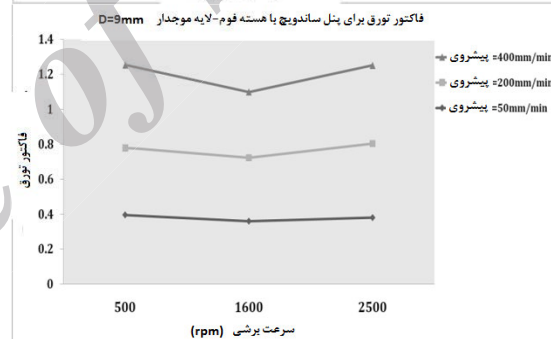 فاکتور تورق برای پنل ساندویچ با هسته فوم-لایه موجدار D=9mm
1.4
1.2
1
0.8
0.6
0.4
0.2
0
فاکتور تورق
500
1600
2500
سرعت برشی (rpm)
پیشروی =400mm/min
پیشروی =200mm/min
پیشروی =50mm/min
of